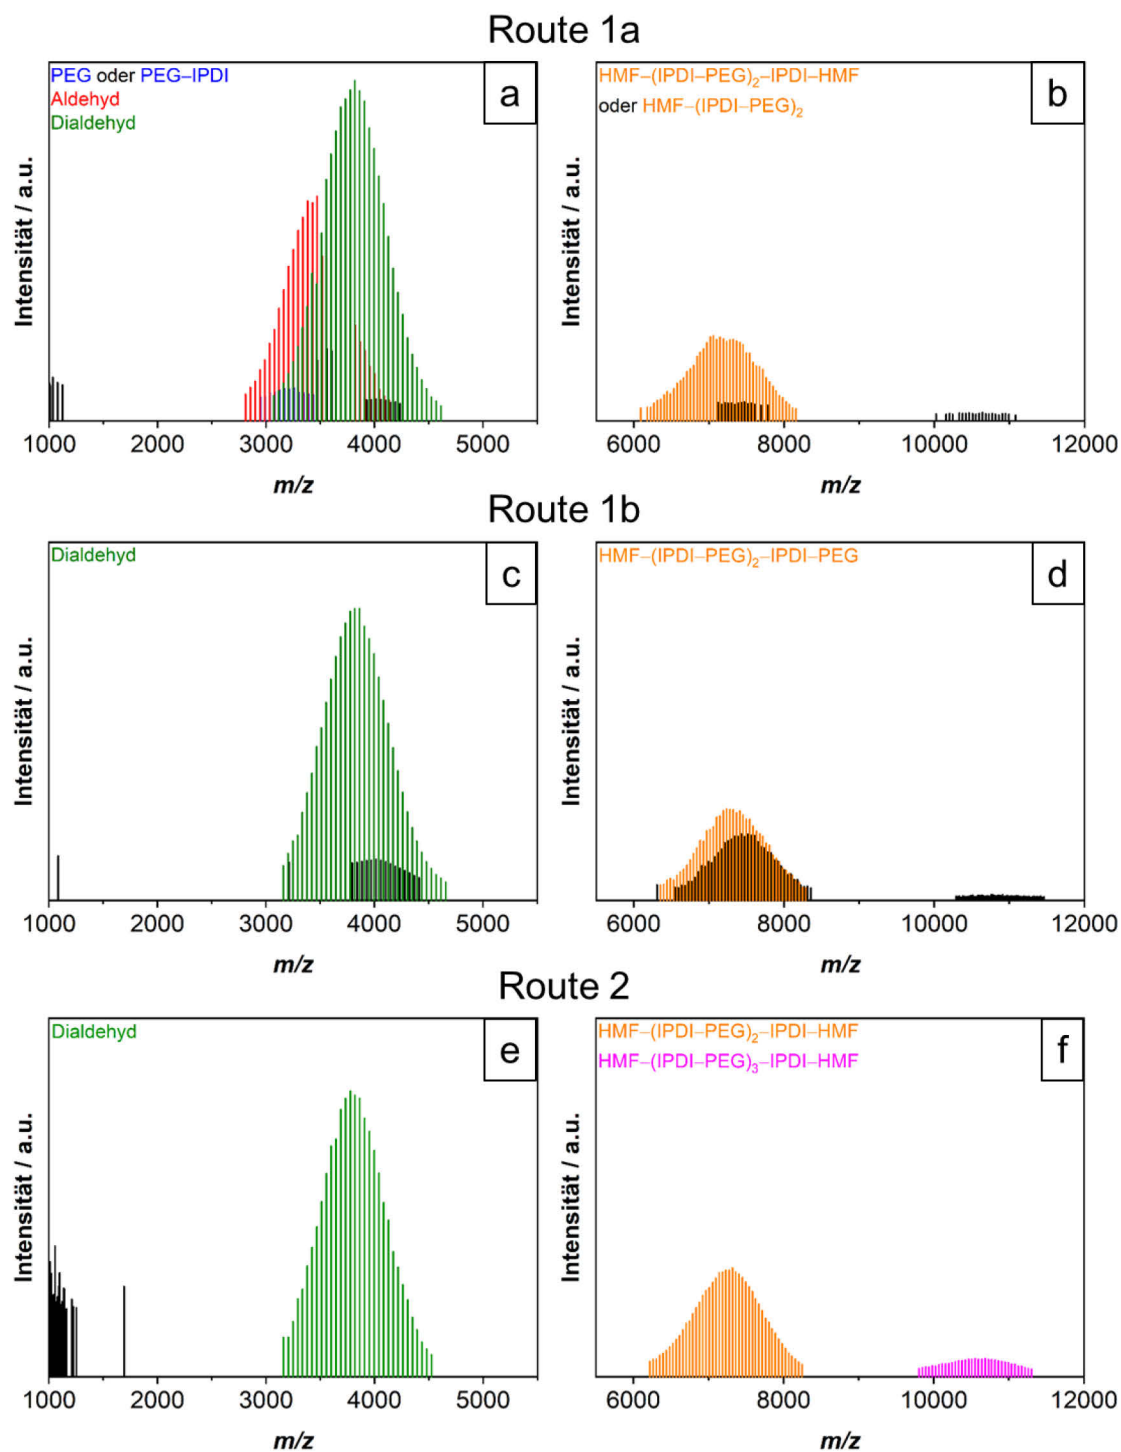 Route 1a
PEG oder PEG–IPDI
Aldehyd
Dialdehyd
a
Intensität / a.u.
1000 2000 3000 4000 5000
m/z
HMF–(IPDI–PEG)₂–IPDI–HMF
oder HMF–(IPDI–PEG)₂
b
Intensität / a.u.
6000 8000 10000 12000
m/z
Route 1b
Dialdehyd
c
Intensität / a.u.
1000 2000 3000 4000 5000
m/z
HMF–(IPDI–PEG)₂–IPDI–PEG
d
Intensität / a.u.
6000 8000 10000 12000
m/z
Route 2
Dialdehyd
e
Intensität / a.u.
1000 2000 3000 4000 5000
m/z
HMF–(IPDI–PEG)₂–IPDI–HMF
HMF–(IPDI–PEG)₃–IPDI–HMF
f
Intensität / a.u.
6000 8000 10000 12000
m/z